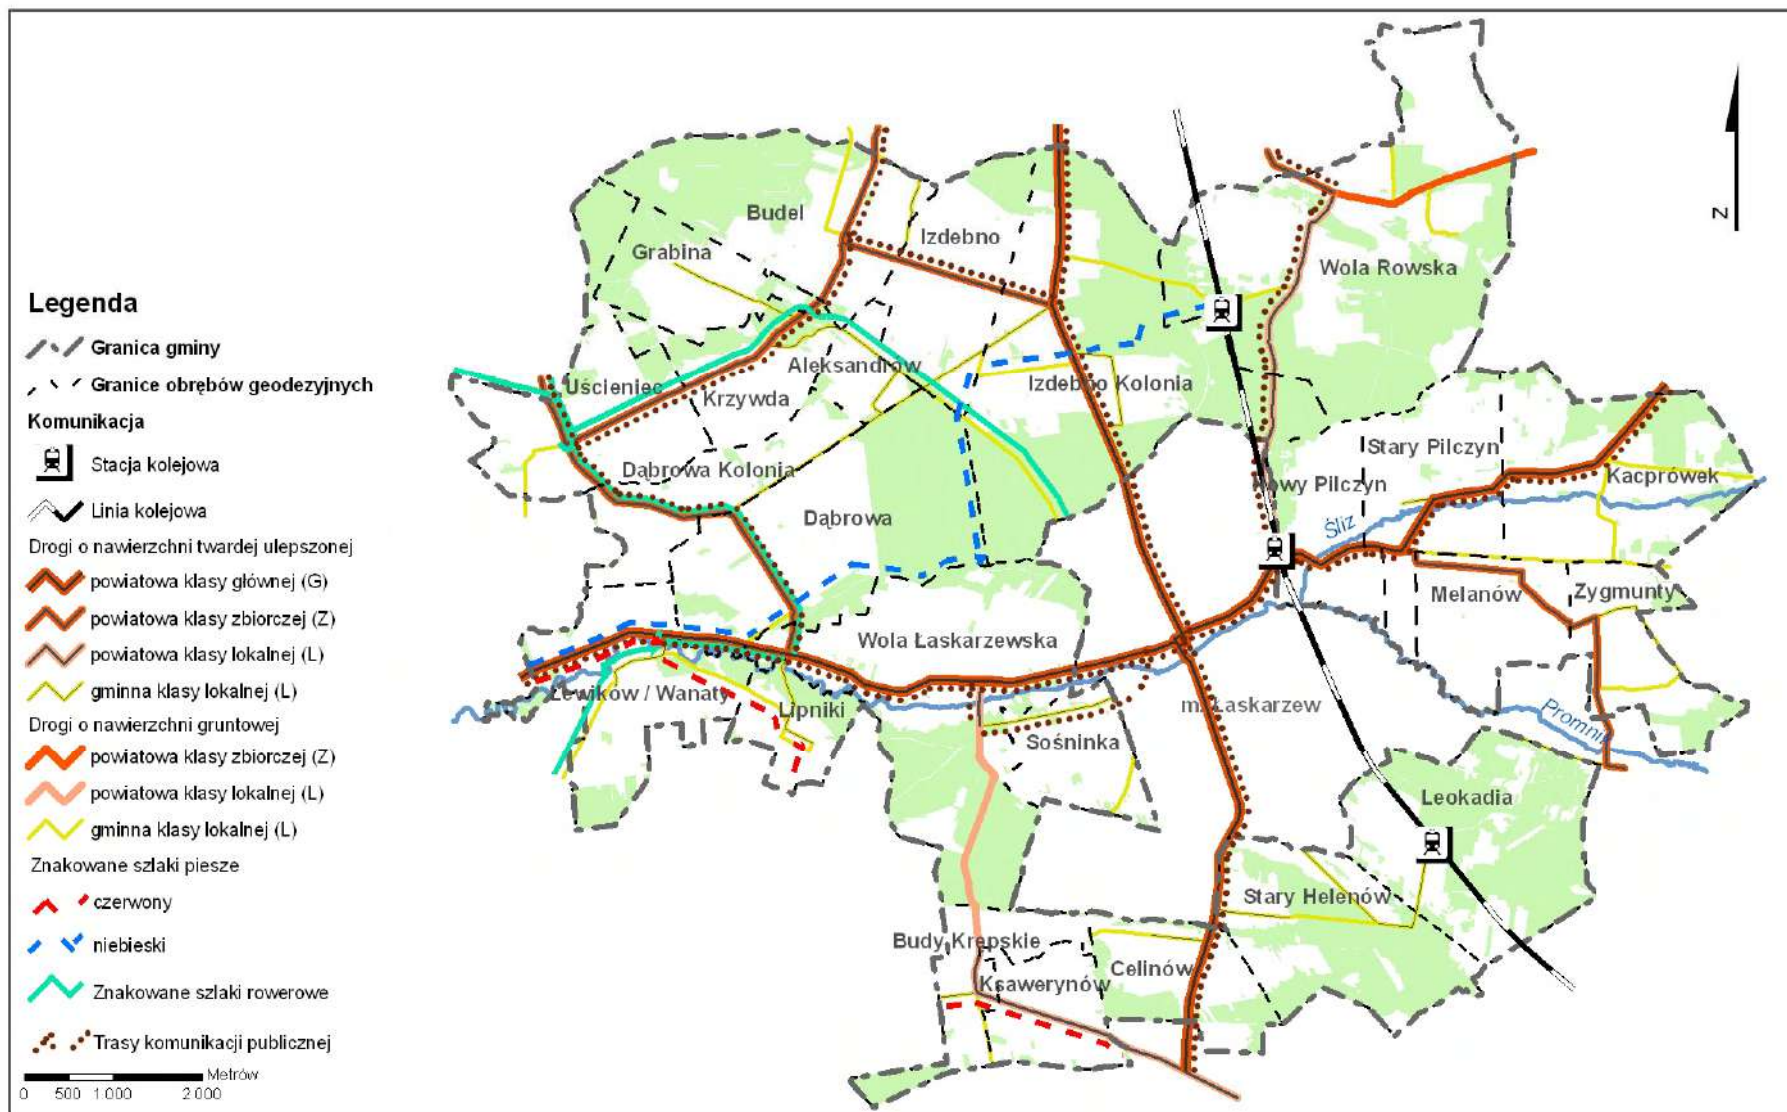 Legenda
Granica gminy
Granice obrębów geodezyjnych
Komunikacja
Stacja kolejowa
Linia kolejowa
Drogi o nawierzchni twardej ulepszonej
powiatowa klasy głównej (G)
powiatowa klasy zbiorczej (Z)
powiatowa klasy lokalnej (L)
gminna klasy lokalnej (L)
Drogi o nawierzchni gruntowej
powiatowa klasy zbiorczej (Z)
powiatowa klasy lokalnej (L)
gminna klasy lokalnej (L)
Znakowane szlaki piesze
czerwony
niebieski
Znakowane szlaki rowerowe
Trasy komunikacji publicznej
Metrów
0 500 1 000 2 000
N
Budel
Izdebno
Grabina
Wola Rowska
Aleksandrów
Uścieniec
Krzywda
Izdebno Kolonia
Stary Pilczyn
Dąbrowa Kolonia
Nowy Pilczyn
Kacprówek
Dąbrowa
Śliz
Melanów
Zygmunty
Wola Łaskarzewska
Lewików / Wanaty
Lipniki
m. Łaskarzew
Promnik
Sośninka
Leokadia
Stary Helenów
Budy Krępskie
Celinów
Ksawerynów